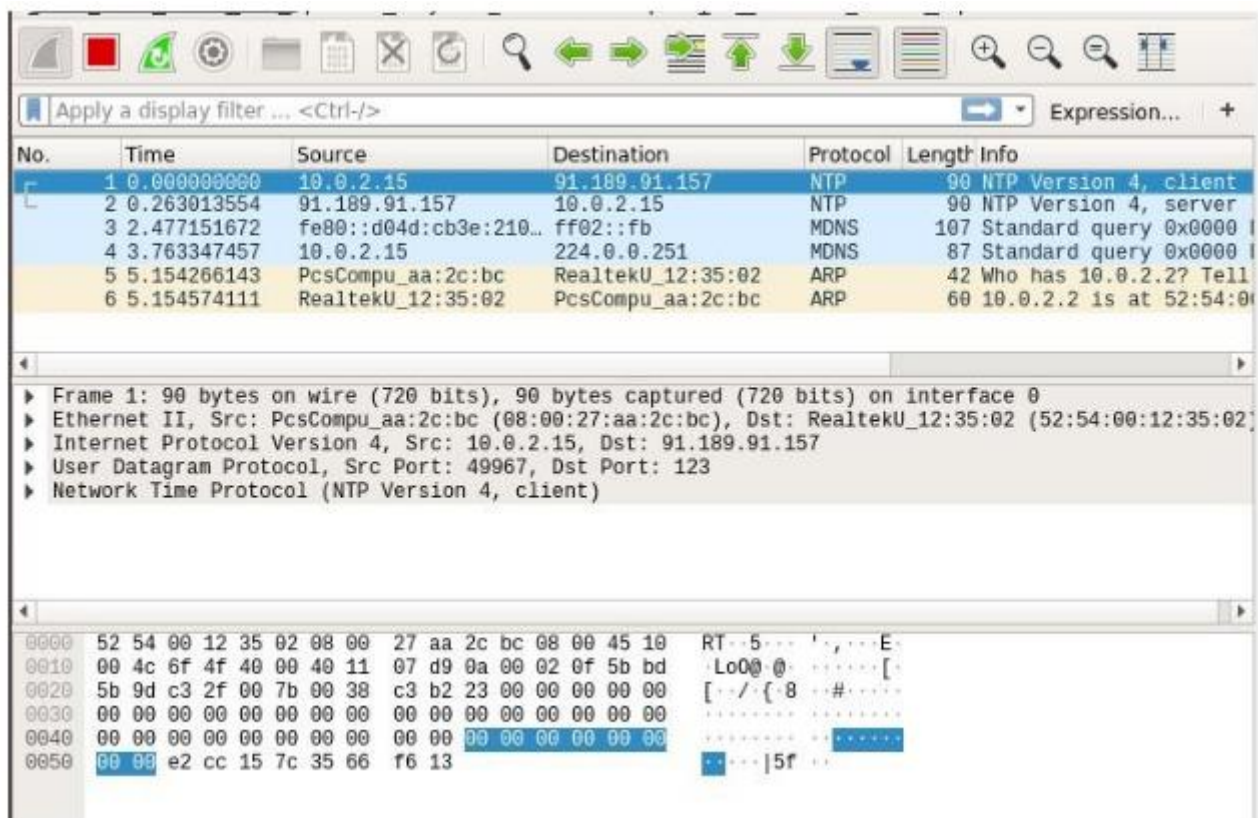 Apply a display filter ... <Ctrl-/> Expression... +
No. Time Source Destination Protocol Length Info
1 0.000000000 10.0.2.15 91.189.91.157 NTP 90 NTP Version 4, client
2 0.263013554 91.189.91.157 10.0.2.15 NTP 90 NTP Version 4, server
3 2.477151672 fe80::d04d:cb3e:210… ff02::fb MDNS 107 Standard query 0x0000
4 3.763347457 10.0.2.15 224.0.0.251 MDNS 87 Standard query 0x0000
5 5.154266143 PcsCompu_aa:2c:bc RealtekU_12:35:02 ARP 42 Who has 10.0.2.2? Tell
6 5.154574111 RealtekU_12:35:02 PcsCompu_aa:2c:bc ARP 60 10.0.2.2 is at 52:54:0
Frame 1: 90 bytes on wire (720 bits), 90 bytes captured (720 bits) on interface 0
Ethernet II, Src: PcsCompu_aa:2c:bc (08:00:27:aa:2c:bc), Dst: RealtekU_12:35:02 (52:54:00:12:35:02)
Internet Protocol Version 4, Src: 10.0.2.15, Dst: 91.189.91.157
User Datagram Protocol, Src Port: 49967, Dst Port: 123
Network Time Protocol (NTP Version 4, client)
0000 52 54 00 12 35 02 08 00 27 aa 2c bc 08 00 45 10 RT··5··· '·,···E·
0010 00 4c 6f 4f 40 00 40 11 07 d9 0a 00 02 0f 5b bd ·LoO@·@· ······[·
0020 5b 9d c3 2f 00 7b 00 38 c3 b2 23 00 00 00 00 00 [··/·{·8 ··#·····
0030 00 00 00 00 00 00 00 00 00 00 00 00 00 00 00 00 ········ ········
0040 00 00 00 00 00 00 00 00 00 00 00 00 00 00 00 00 ········ ········
0050 00 00 e2 cc 15 7c 35 66 f6 13 ·····|5f ··